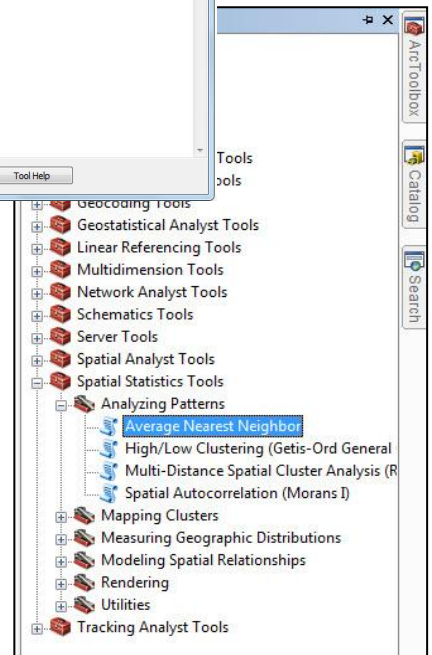 Tool Help
Tools
ools
Geocoding Tools
Geostatistical Analyst Tools
Linear Referencing Tools
Multidimension Tools
Network Analyst Tools
Schematics Tools
Server Tools
Spatial Analyst Tools
Spatial Statistics Tools
Analyzing Patterns
Average Nearest Neighbor
High/Low Clustering (Getis-Ord General
Multi-Distance Spatial Cluster Analysis (R
Spatial Autocorrelation (Morans I)
Mapping Clusters
Measuring Geographic Distributions
Modeling Spatial Relationships
Rendering
Utilities
Tracking Analyst Tools
ArcToolbox
Catalog
Search